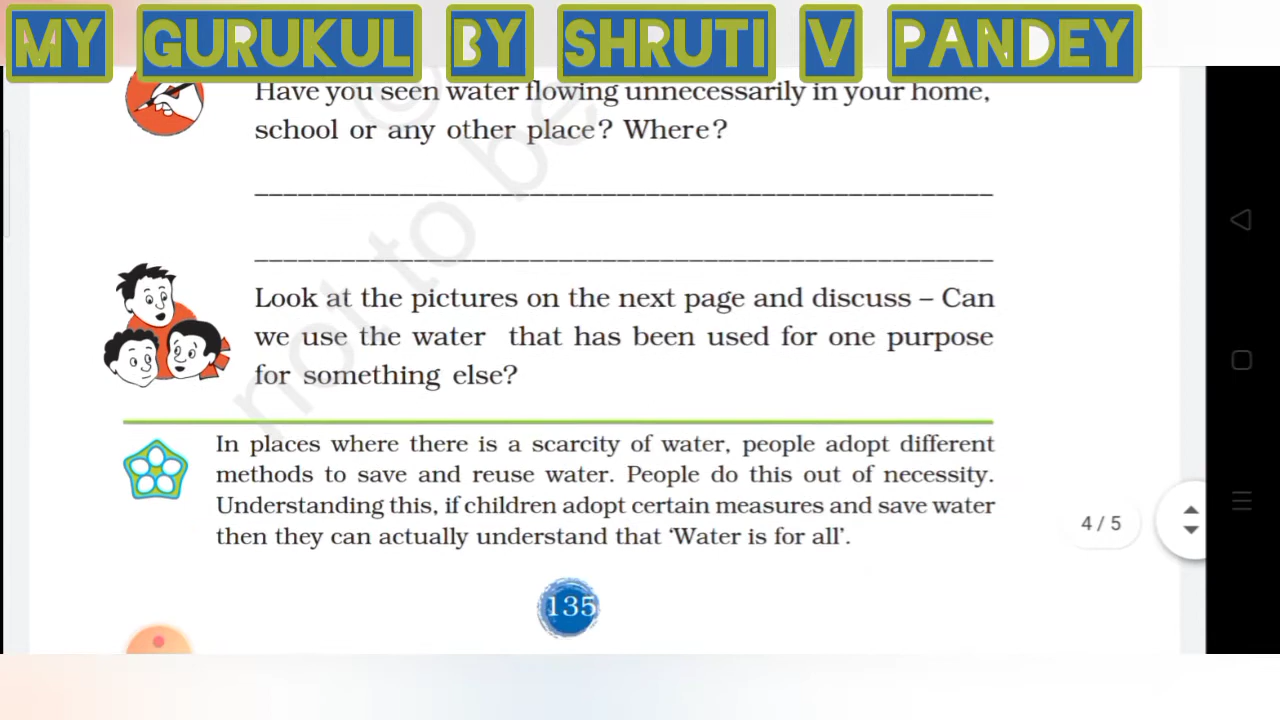 MY GURUKUL BY SHRUTI V PANDEY
Have you seen water flowing unnecessarily in your home,
school or any other place? Where?
Look at the pictures on the next page and discuss – Can
we use the water that has been used for one purpose
for something else?
In places where there is a scarcity of water, people adopt different
methods to save and reuse water. People do this out of necessity.
Understanding this, if children adopt certain measures and save water
then they can actually understand that ‘Water is for all’.
4 / 5
135
not to be